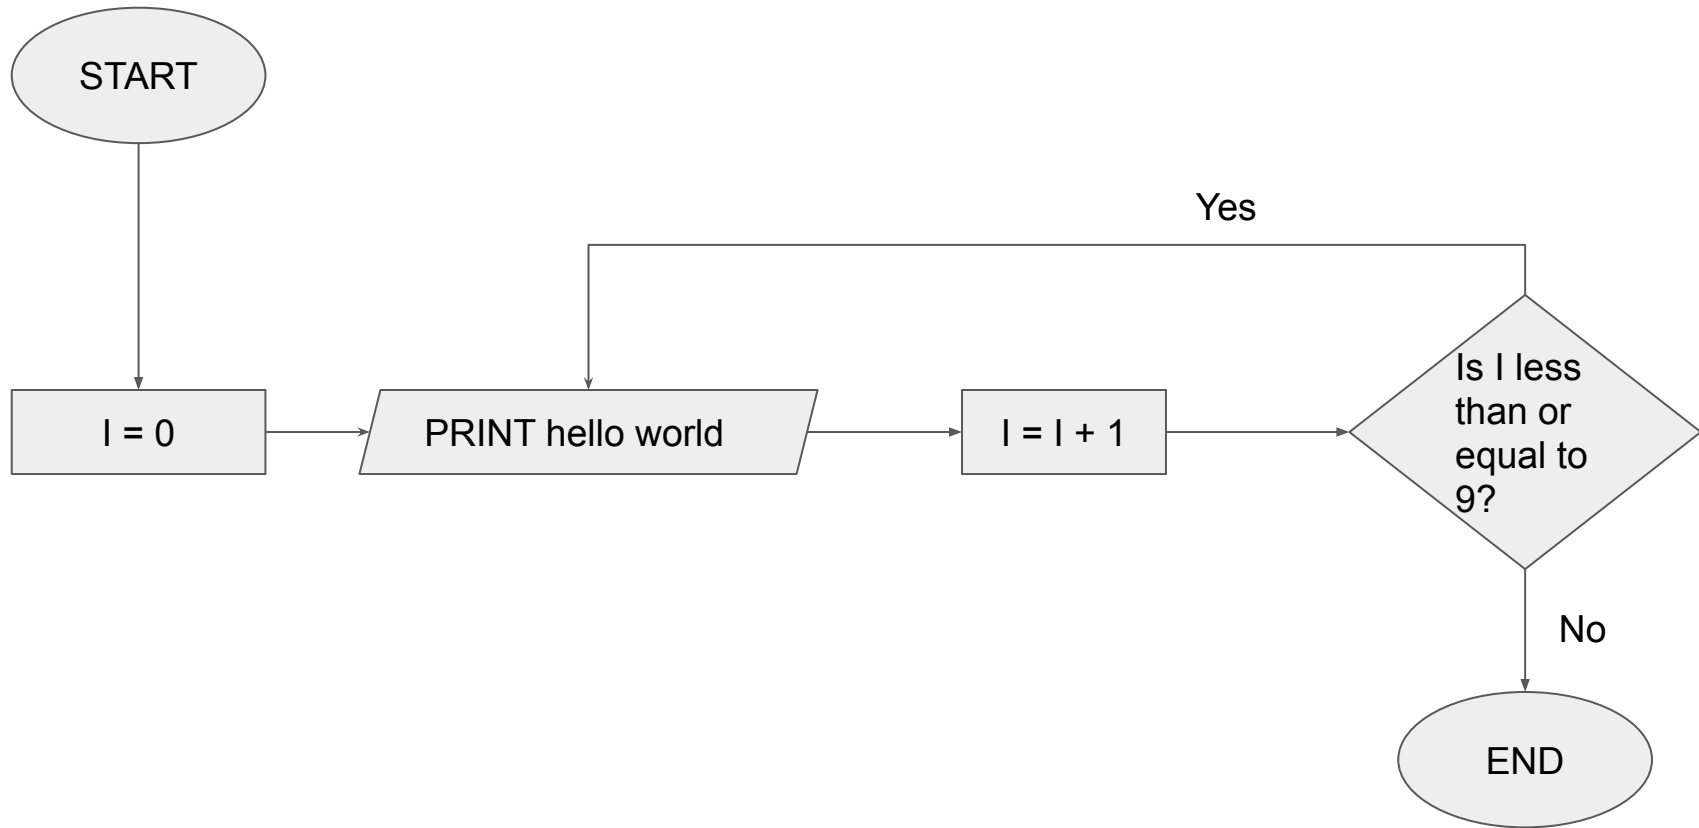 START
Yes
I = 0
PRINT hello world
I = I + 1
Is I less
than or
equal to
9?
No
END